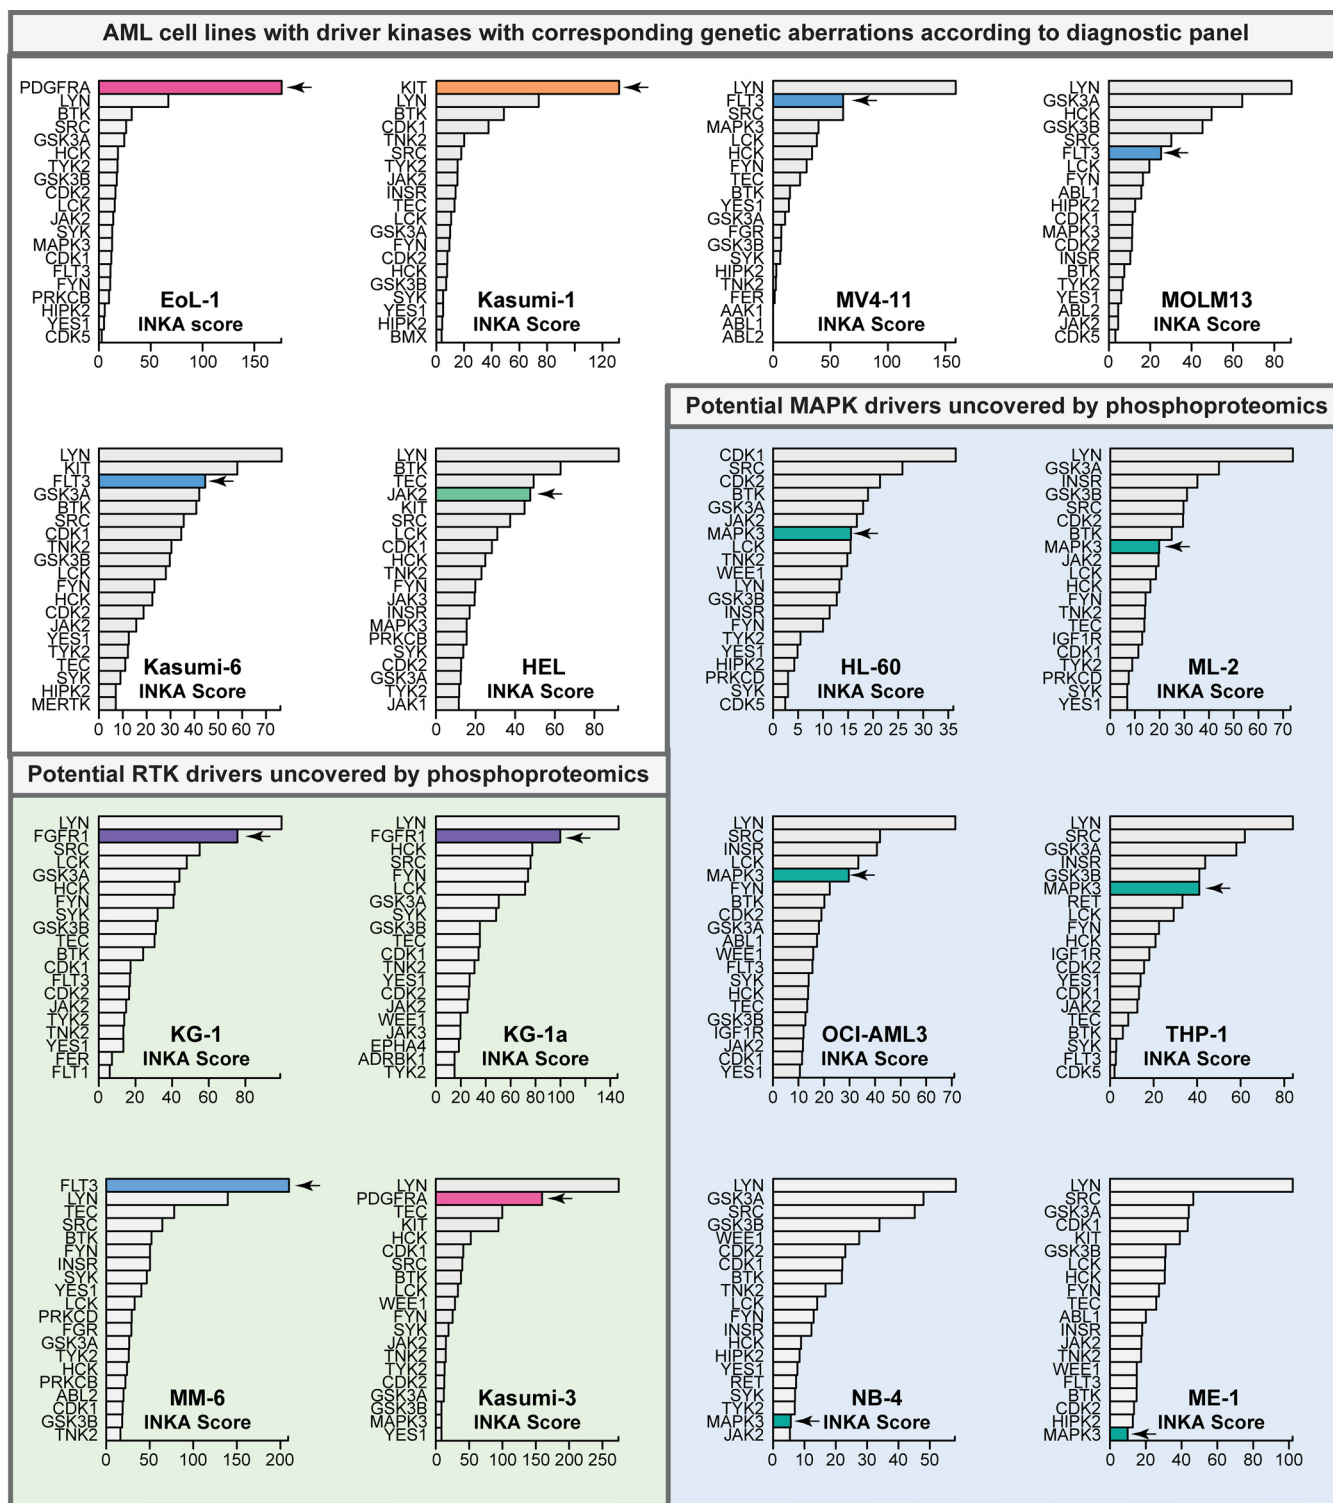 AML cell lines with driver kinases with corresponding genetic aberrations according to diagnostic panel
PDGFRA
LYN
BTK
SRC
GSK3A
HCK
TYK2
GSK3B
CDK2
LCK
JAK2
SYK
MAPK3
CDK1
FLT3
FYN
PRKCB
HIPK2
YES1
CDK5
EoL-1
INKA score
0 50 100 150
KIT
LYN
BTK
CDK1
TNK2
SRC
TYK2
JAK2
INSR
TEC
LCK
GSK3A
FYN
CDK2
HCK
GSK3B
SYK
YES1
HIPK2
BMX
Kasumi-1
INKA Score
0 20 40 60 80 120
LYN
FLT3
SRC
MAPK3
LCK
HCK
FYN
TEC
BTK
YES1
GSK3A
FGR
GSK3B
SYK
HIPK2
TNK2
FER
AAK1
ABL1
ABL2
MV4-11
INKA Score
0 50 100 150
LYN
GSK3A
HCK
GSK3B
SRC
FLT3
LCK
FYN
ABL1
HIPK2
CDK1
MAPK3
CDK2
INSR
BTK
TYK2
YES1
ABL2
JAK2
CDK5
MOLM13
INKA Score
0 20 40 60 80
LYN
KIT
FLT3
GSK3A
BTK
SRC
CDK1
TNK2
GSK3B
LCK
FYN
HCK
CDK2
JAK2
YES1
TYK2
TEC
SYK
HIPK2
MERTK
Kasumi-6
INKA Score
0 10 20 30 40 50 60 70
LYN
BTK
TEC
JAK2
KIT
SRC
LCK
CDK1
HCK
TNK2
FYN
JAK3
INSR
MAPK3
PRKCB
SYK
CDK2
GSK3A
TYK2
JAK1
HEL
INKA Score
0 20 40 60 80
Potential MAPK drivers uncovered by phosphoproteomics
CDK1
SRC
CDK2
BTK
GSK3A
JAK2
MAPK3
LCK
TNK2
WEE1
LYN
GSK3B
INSR
FYN
TYK2
YES1
HIPK2
PRKCD
SYK
CDK5
HL-60
INKA Score
0 5 10 15 20 25 30 35
LYN
GSK3A
INSR
GSK3B
SRC
CDK2
BTK
MAPK3
JAK2
LCK
HCK
FYN
TNK2
TEC
IGF1R
CDK1
TYK2
PRKCD
SYK
YES1
ML-2
INKA Score
0 10 20 30 40 50 70
Potential RTK drivers uncovered by phosphoproteomics
LYN
FGFR1
SRC
LCK
GSK3A
HCK
FYN
SYK
GSK3B
TEC
BTK
CDK1
FLT3
CDK2
JAK2
TYK2
TNK2
YES1
FER
FLT1
KG-1
INKA Score
0 20 40 60 80
LYN
FGFR1
HCK
SRC
FYN
LCK
GSK3A
SYK
GSK3B
TEC
CDK1
TNK2
YES1
CDK2
JAK2
WEE1
JAK3
EPHA4
ADRBK1
TYK2
KG-1a
INKA Score
0 20 40 60 80 100 140
LYN
SRC
INSR
LCK
MAPK3
FYN
BTK
CDK2
GSK3A
ABL1
WEE1
FLT3
SYK
HCK
TEC
GSK3B
IGF1R
JAK2
CDK1
YES1
OCI-AML3
INKA Score
0 10 20 30 40 50 60 70
LYN
SRC
GSK3A
INSR
GSK3B
MAPK3
RET
LCK
FYN
HCK
IGF1R
CDK2
YES1
CDK1
JAK2
TEC
BTK
SYK
FLT3
CDK5
THP-1
INKA Score
0 20 40 60 80
FLT3
LYN
TEC
SRC
BTK
FYN
INSR
SYK
YES1
LCK
PRKCD
FGR
GSK3A
TYK2
HCK
PRKCB
ABL2
CDK1
GSK3B
TNK2
MM-6
INKA Score
0 50 100 150 200
LYN
PDGFRA
TEC
KIT
HCK
CDK1
SRC
BTK
LCK
WEE1
FYN
SYK
JAK2
TNK2
TYK2
CDK2
GSK3A
GSK3B
MAPK3
YES1
Kasumi-3
INKA Score
0 50 100 150 200 250
LYN
GSK3A
SRC
GSK3B
WEE1
CDK2
CDK1
BTK
TNK2
LCK
FYN
INSR
HCK
HIPK2
YES1
RET
SYK
TYK2
MAPK3
JAK2
NB-4
INKA Score
0 10 20 30 40 50
LYN
SRC
GSK3A
CDK1
KIT
GSK3B
LCK
HCK
FYN
TEC
ABL1
INSR
JAK2
TNK2
WEE1
FLT3
BTK
CDK2
HIPK2
MAPK3
ME-1
INKA Score
0 20 40 60 80 100